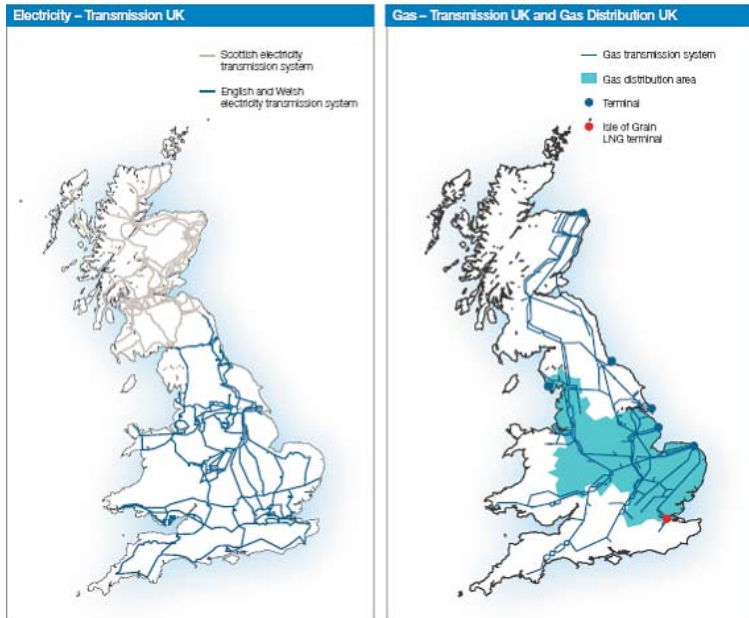 Electricity – Transmission UK
Scottish electricity
transmission system
English and Welsh
electricity transmission system
Gas – Transmission UK and Gas Distribution UK
Gas transmission system
Gas distribution area
Terminal
Isle of Grain
LNG terminal